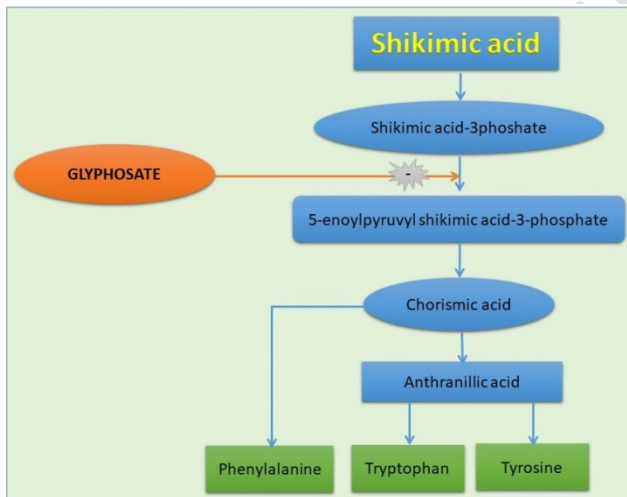 Shikimic acid
Shikimic acid-3phoshate
GLYPHOSATE
-
5-enoylpyruvyl shikimic acid-3-phosphate
Chorismic acid
Anthranillic acid
Phenylalanine
Tryptophan
Tyrosine